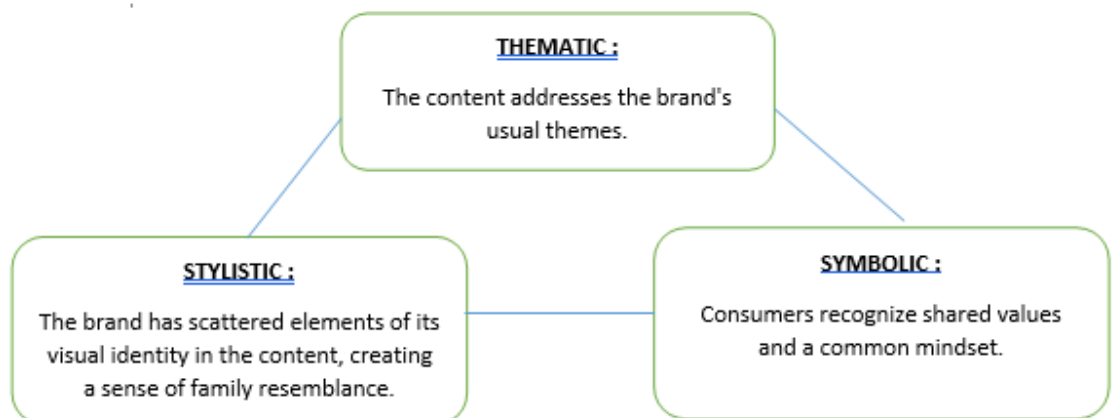 THEMATIC :
The content addresses the brand's
usual themes.
STYLISTIC :
The brand has scattered elements of its
visual identity in the content, creating
a sense of family resemblance.
SYMBOLIC :
Consumers recognize shared values
and a common mindset.